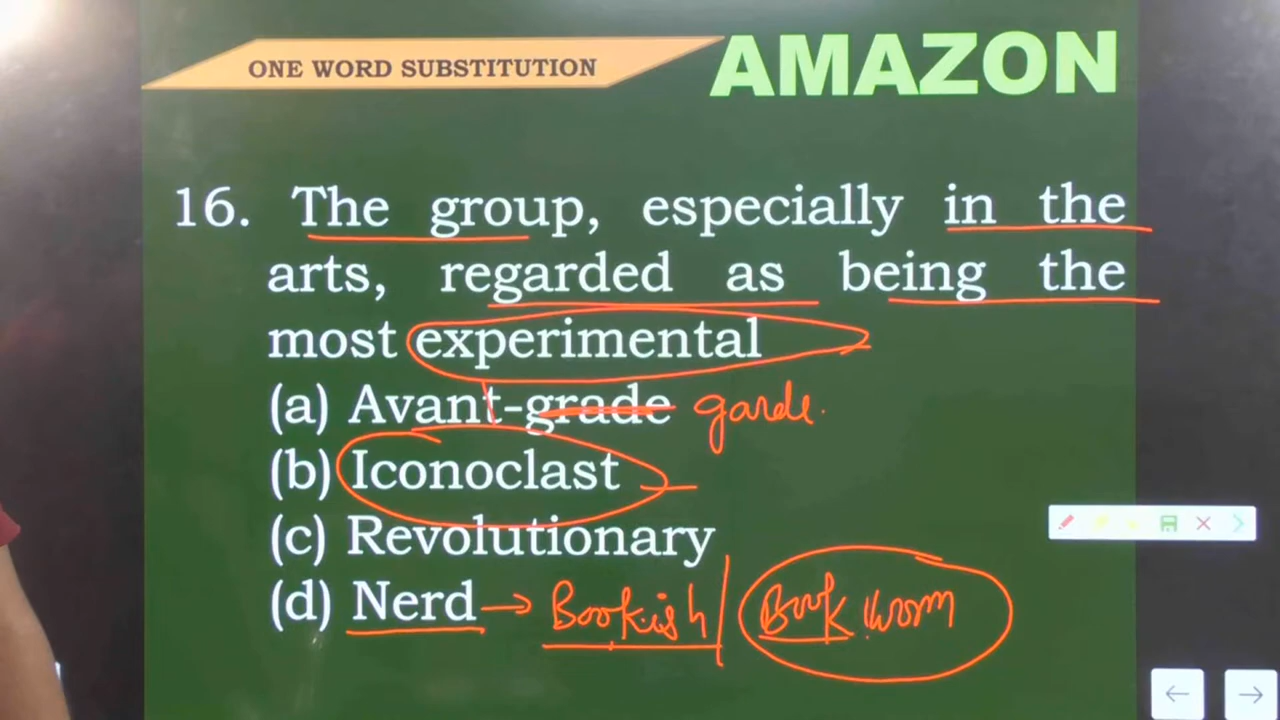 ONE WORD SUBSTITUTION
AMAZON
16. The group, especially in the
arts, regarded as being the
most experimental
(a) Avant-grade garde.
(b) Iconoclast
(c) Revolutionary
(d) Nerd → Bookish / Book worm